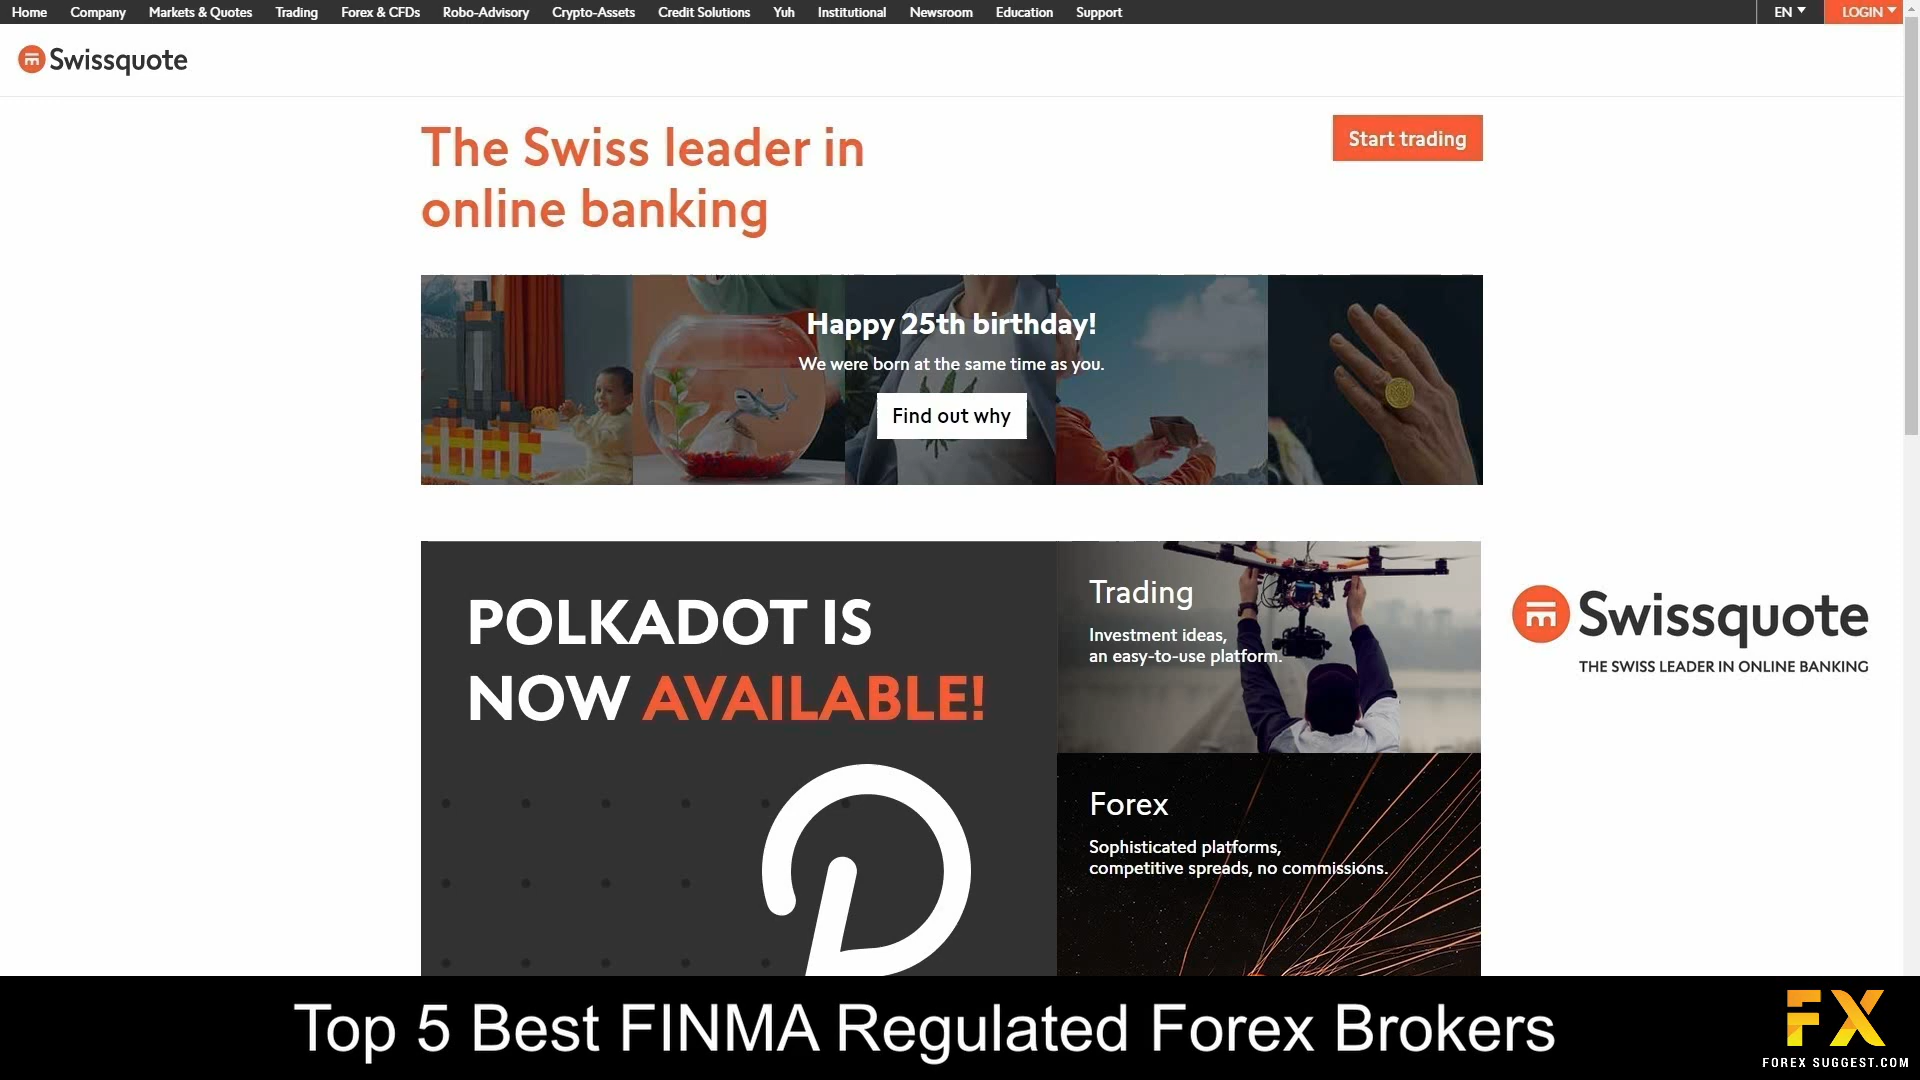 Home Company Markets & Quotes Trading Forex & CFDs Robo-Advisory Crypto-Assets Credit Solutions Yuh Institutional Newsroom Education Support EN LOGIN
Swissquote
The Swiss leader in
online banking
Start trading
Happy 25th birthday!
We were born at the same time as you.
Find out why
POLKADOT IS
NOW AVAILABLE!
Trading
Investment ideas,
an easy-to-use platform.
Forex
Sophisticated platforms,
competitive spreads, no commissions.
Swissquote
THE SWISS LEADER IN ONLINE BANKING
Top 5 Best FINMA Regulated Forex Brokers
FX
FOREX SUGGEST.COM